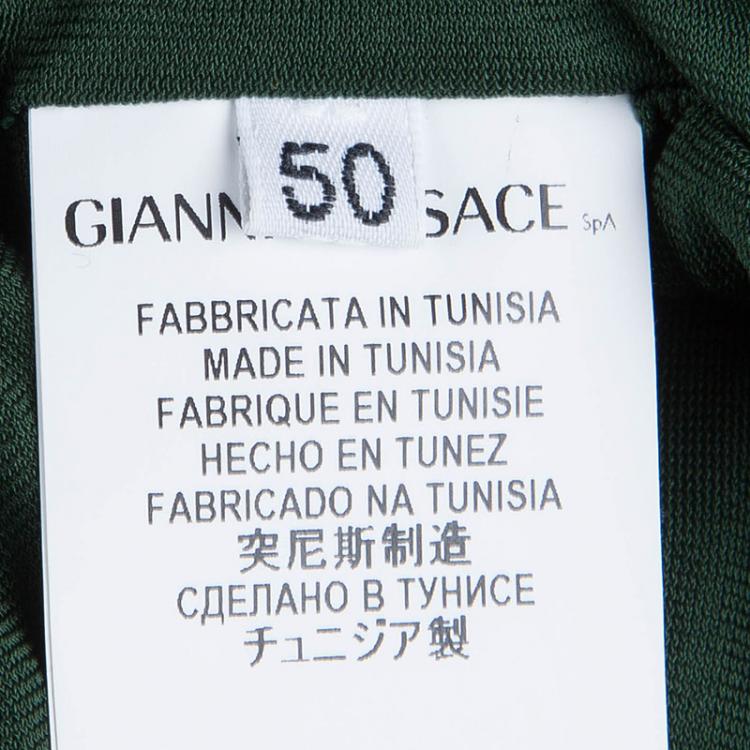 50
GIANN SACE SpA
FABBRICATA IN TUNISIA
MADE IN TUNISIA
FABRIQUE EN TUNISIE
HECHO EN TUNEZ
FABRICADO NA TUNISIA
突尼斯制造
СДЕЛАНО В ТУНИСЕ
チュニジア製